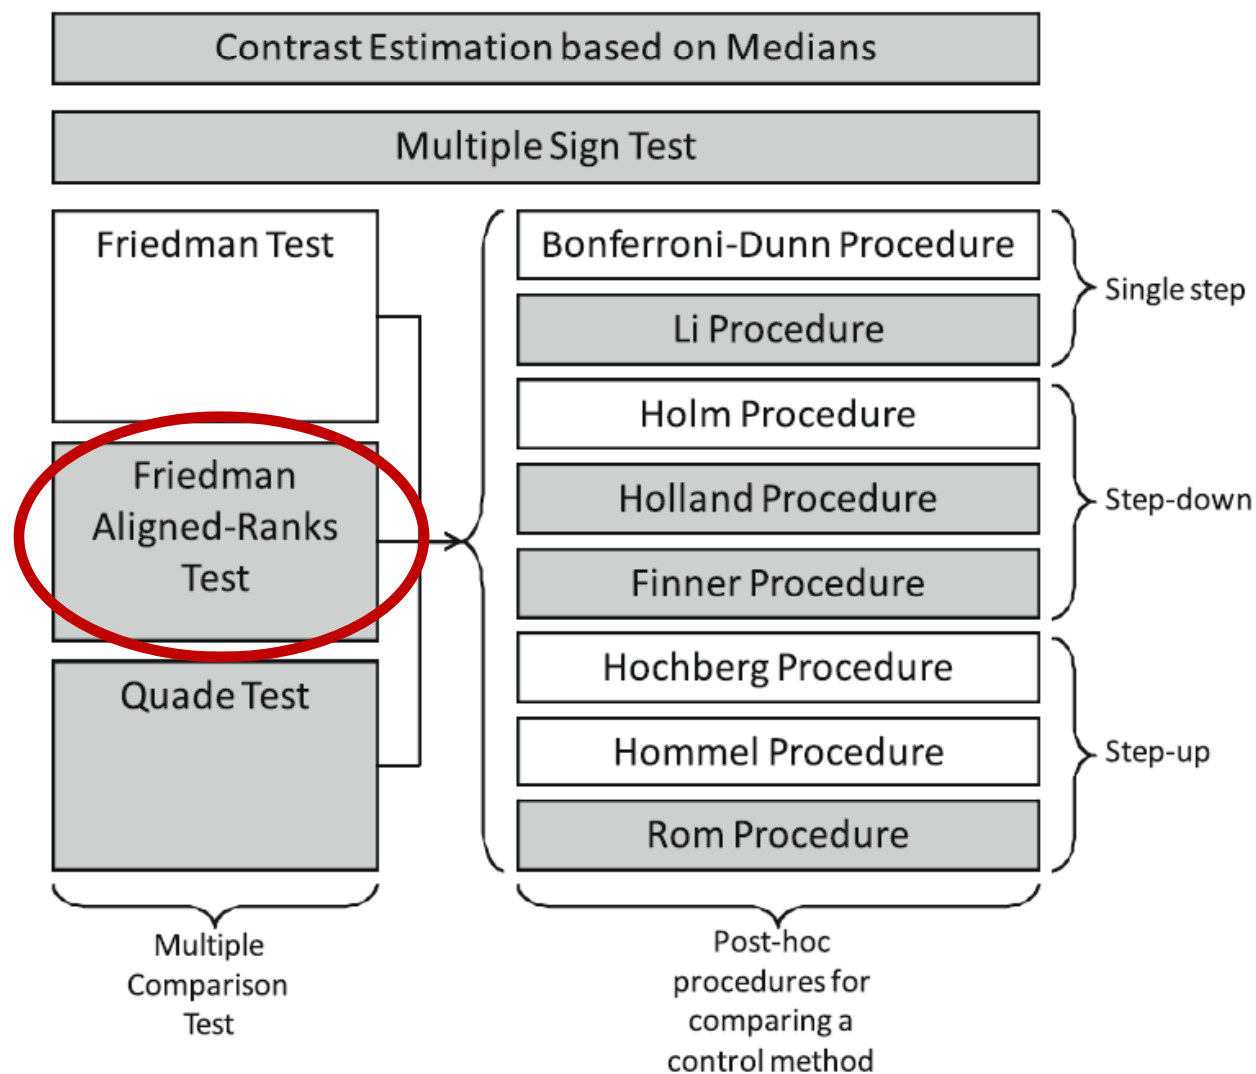 Contrast Estimation based on Medians
Multiple Sign Test
Friedman Test
Friedman
Aligned-Ranks
Test
Quade Test
Multiple
Comparison
Test
Bonferroni-Dunn Procedure
Li Procedure
Holm Procedure
Holland Procedure
Finner Procedure
Hochberg Procedure
Hommel Procedure
Rom Procedure
Post-hoc
procedures for
comparing a
control method
Single step
Step-down
Step-up